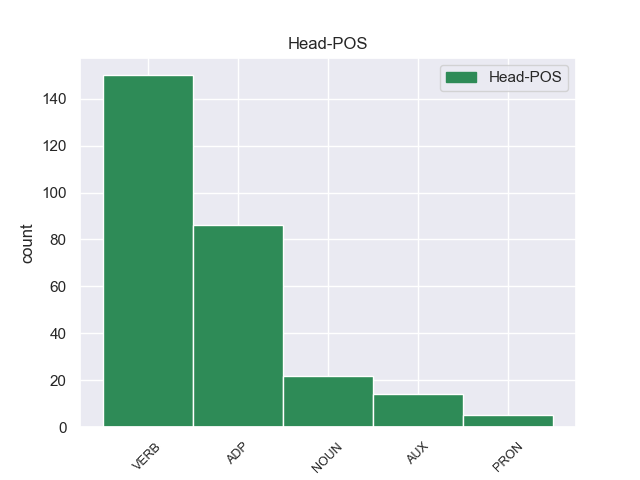 Head-POS
Head-POS
140
120
100
80
60
40
20
0
count
VERB
ADP
NOUN
AUX
PRON